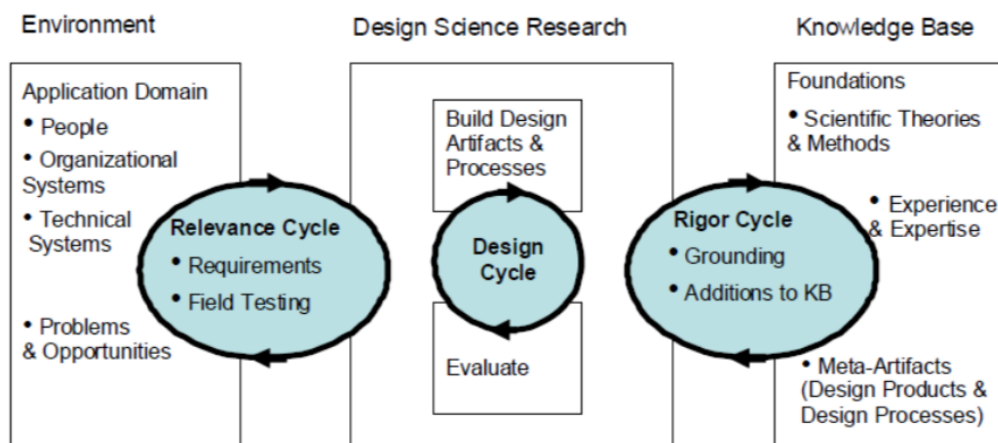 Environment
Design Science Research
Knowledge Base
Application Domain
• People
• Organizational
Systems
• Technical
Systems
• Problems
& Opportunities
Relevance Cycle
• Requirements
• Field Testing
Build Design
Artifacts &
Processes
Design
Cycle
Evaluate
Rigor Cycle
• Grounding
• Additions to KB
Foundations
• Scientific Theories
& Methods
• Experience
& Expertise
• Meta-Artifacts
(Design Products &
Design Processes)